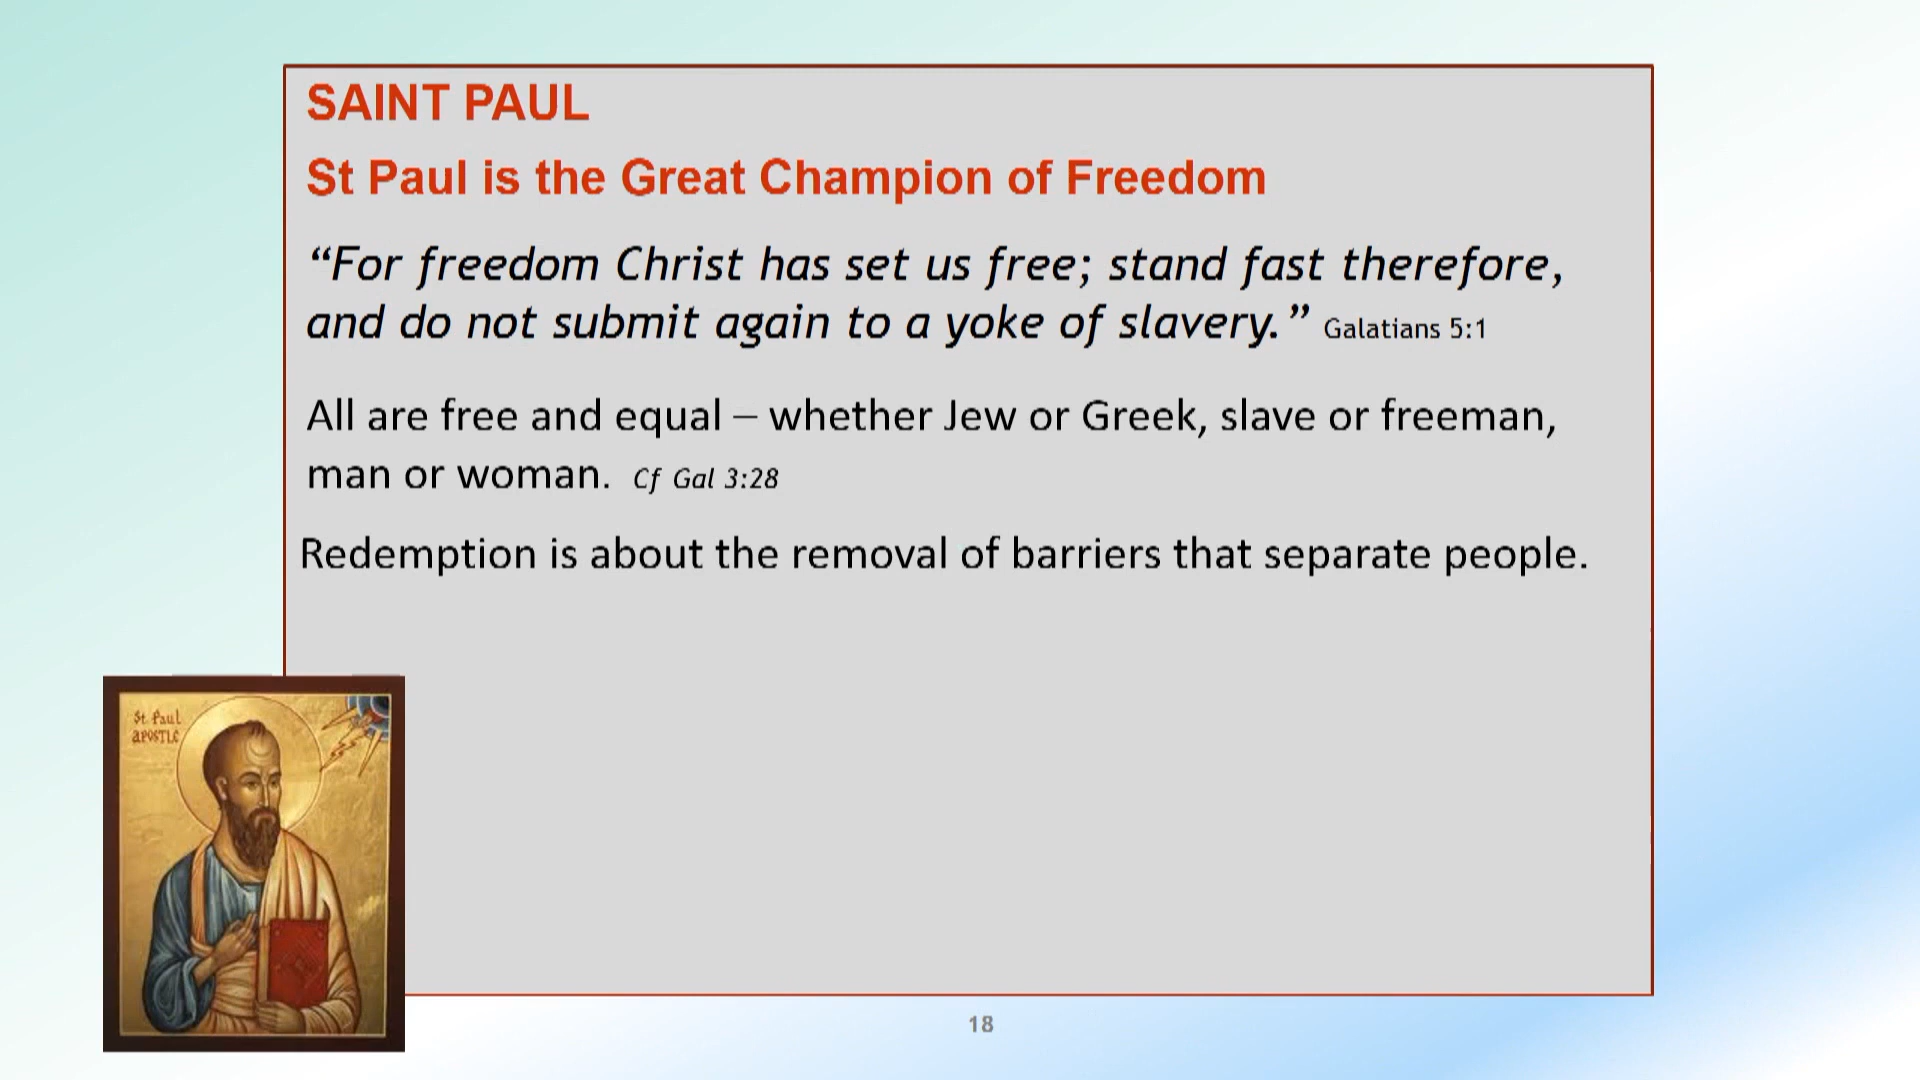 SAINT PAUL
St Paul is the Great Champion of Freedom
“For freedom Christ has set us free; stand fast therefore,
and do not submit again to a yoke of slavery.” Galatians 5:1
All are free and equal – whether Jew or Greek, slave or freeman,
man or woman. Cf Gal 3:28
Redemption is about the removal of barriers that separate people.
St. Paul
APOSTLE
18